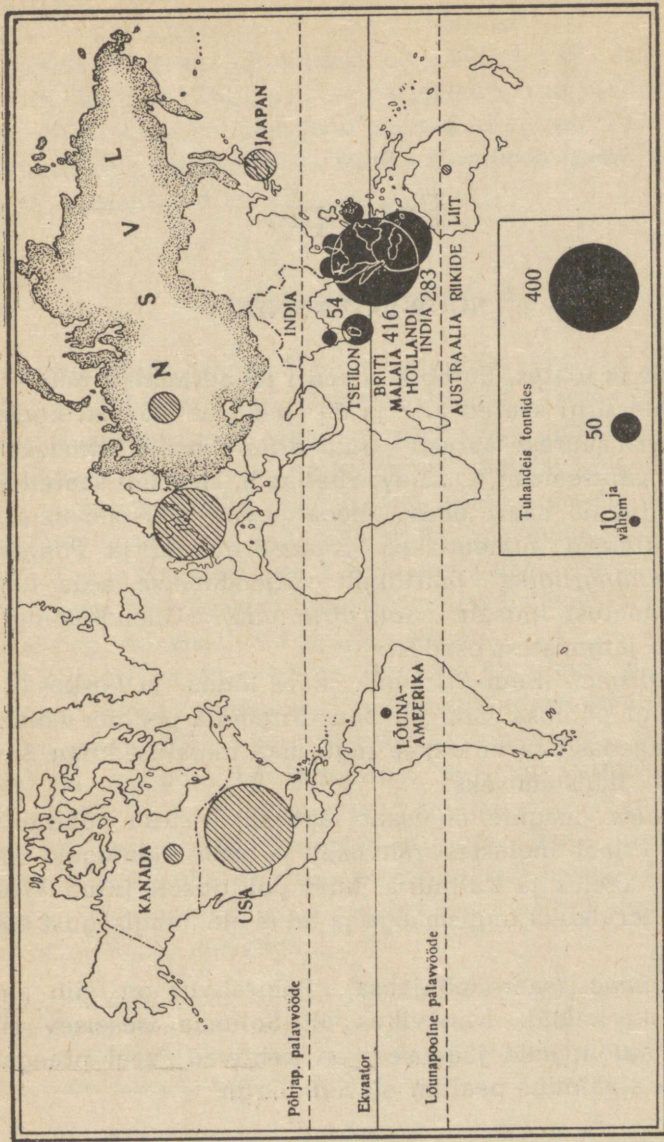 KANADA
USA
LÕUNA-
AMEERIKA
N S V L
JAAPAN
INDIA
54
TSEILON
BRITI
MALAIA 416
HOLLANDI
INDIA 283
AUSTRAALIA RIIKIDE LIIT
Põhjap. palavvööde
Ekvaator
Lõunapoolne palavvööde
Tuhandeis tonnides
10 ja
vähem
50
400